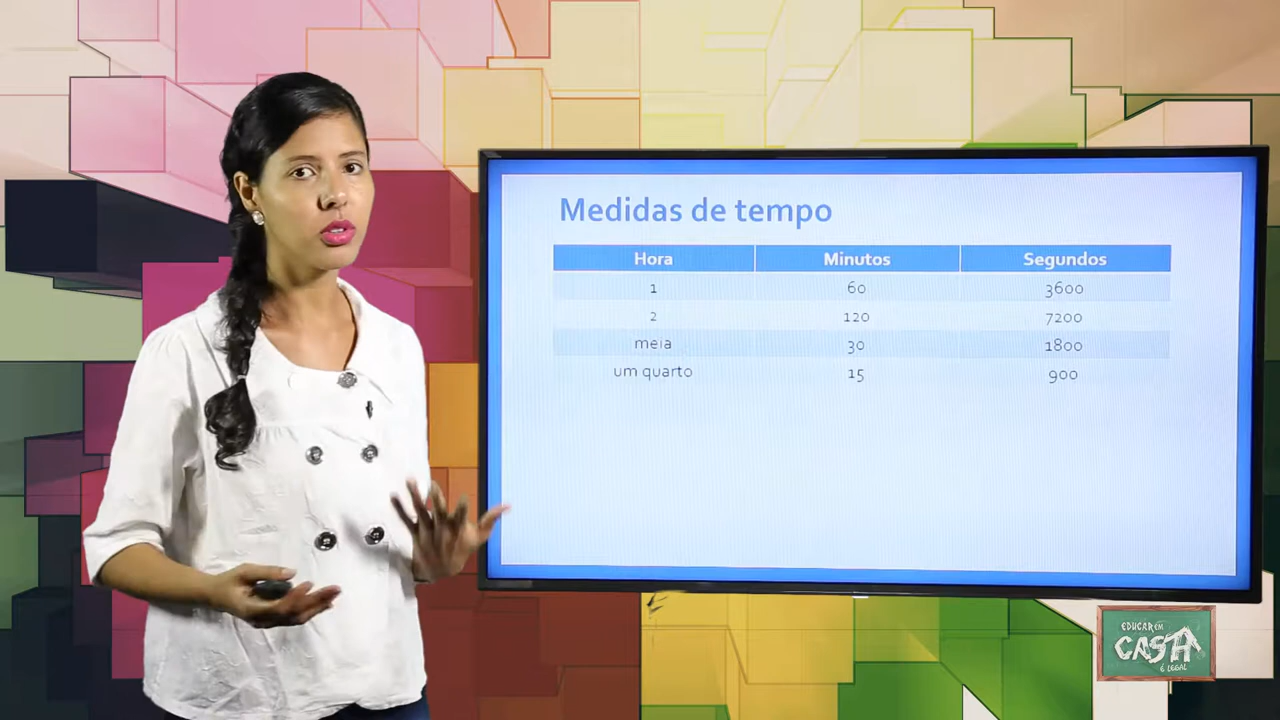 Medidas de tempo
Hora Minutos Segundos
1 60 3600
2 120 7200
meia 30 1800
um quarto 15 900
EDUCAR EM
CASA
É LEGAL